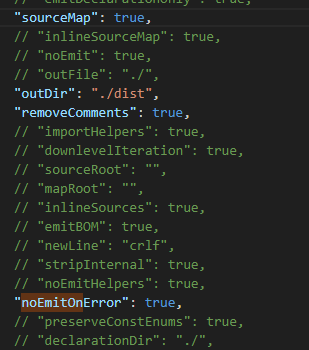 // "emitDeclarationOnly": true,
"sourceMap": true,
// "inlineSourceMap": true,
// "noEmit": true,
// "outFile": "./",
"outDir": "./dist",
"removeComments": true,
// "importHelpers": true,
// "downlevelIteration": true,
// "sourceRoot": "",
// "mapRoot": "",
// "inlineSources": true,
// "emitBOM": true,
// "newLine": "crlf",
// "stripInternal": true,
// "noEmitHelpers": true,
"noEmitOnError": true,
// "preserveConstEnums": true,
// "declarationDir": "./",